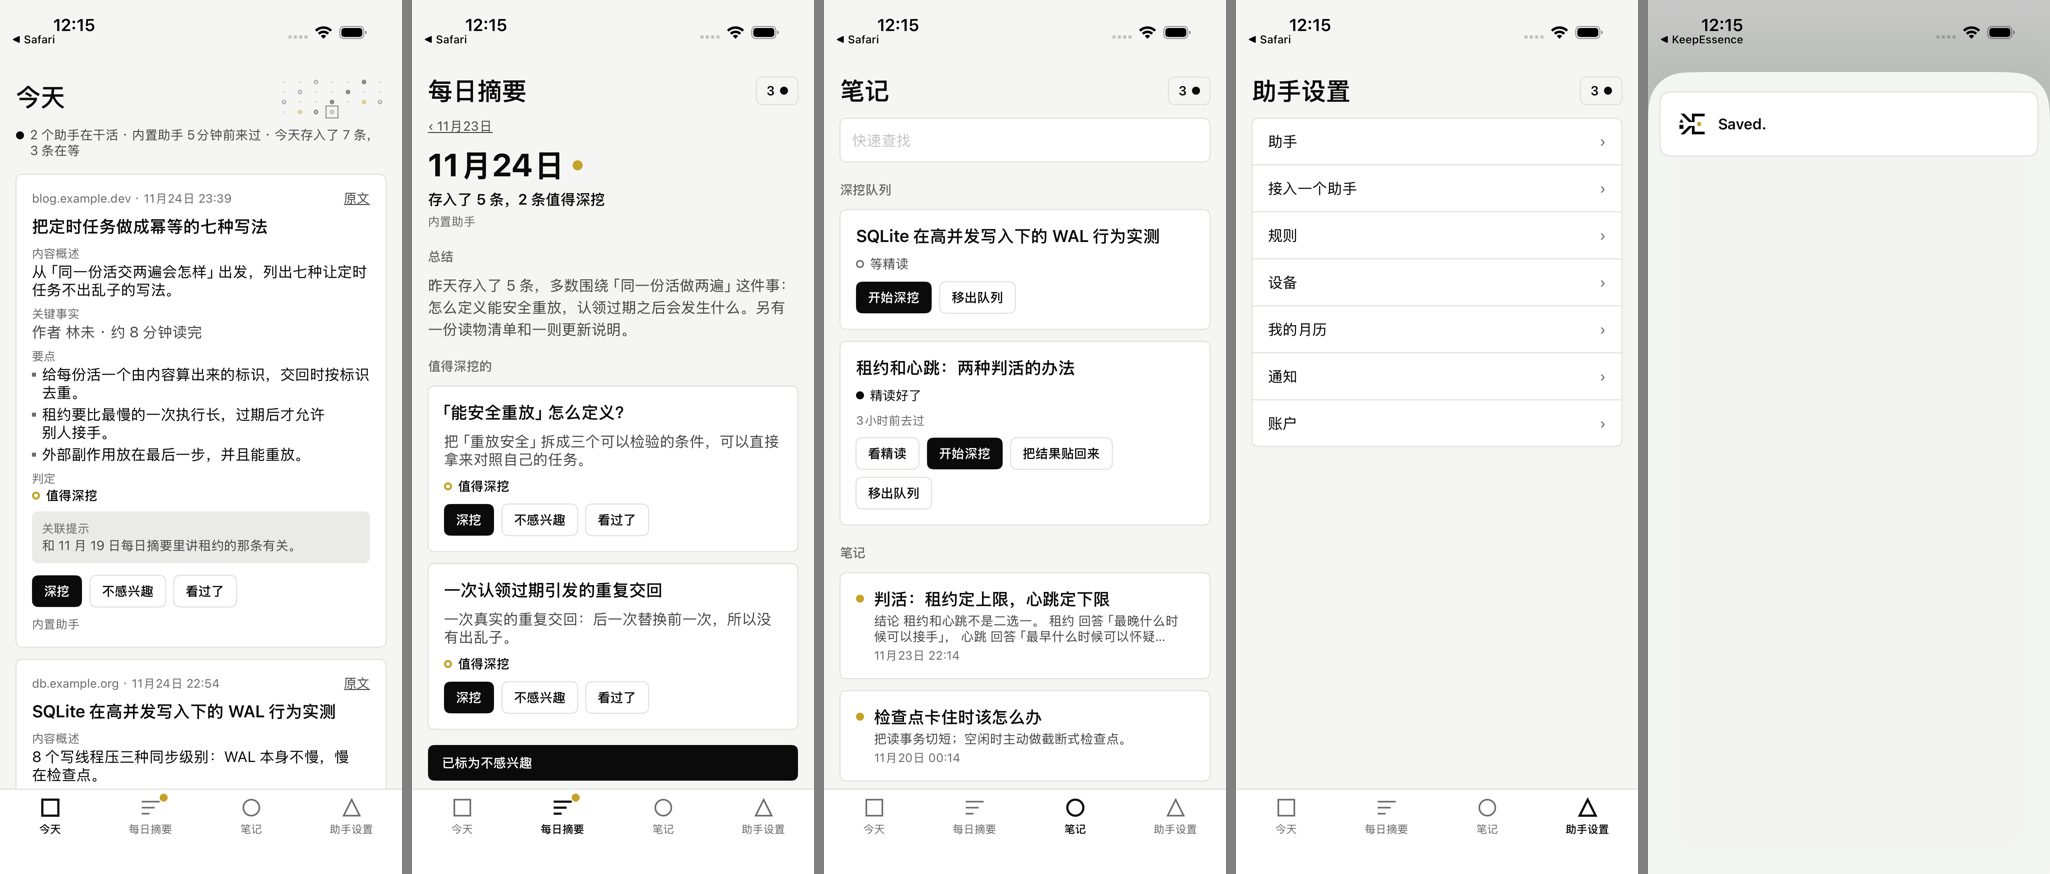 12:15
◀ Safari
今天
2 个助手在干活 · 内置助手 5分钟前来过 · 今天存入了 7 条，
3 条在等
blog.example.dev · 11月24日 23:39
原文
把定时任务做成幂等的七种写法
内容概述
从「同一份活交两遍会怎样」出发，列出七种让定时
任务不出乱子的写法。
关键事实
作者 林未 · 约 8 分钟读完
要点
给每份活一个由内容算出来的标识，交回时按标识
去重。
租约要比最慢的一次执行长，过期后才允许
别人接手。
外部副作用放在最后一步，并且能重放。
判定
值得深挖
关联提示
和 11 月 19 日每日摘要里讲租约的那条有关。
深挖
不感兴趣
看过了
内置助手
db.example.org · 11月24日 22:54
原文
SQLite 在高并发写入下的 WAL 行为实测
内容概述
8 个写线程压三种同步级别：WAL 本身不慢，慢
在检查点。
今天
每日摘要
笔记
助手设置
12:15
◀ Safari
每日摘要
3
‹ 11月23日
11月24日
存入了 5 条，2 条值得深挖
内置助手
总结
昨天存入了 5 条，多数围绕「同一份活做两遍」这件事：
怎么定义能安全重放，认领过期之后会发生什么。另有
一份读物清单和一则更新说明。
值得深挖的
「能安全重放」怎么定义?
把「重放安全」拆成三个可以检验的条件，可以直接
拿来对照自己的任务。
值得深挖
深挖
不感兴趣
看过了
一次认领过期引发的重复交回
一次真实的重复交回：后一次替换前一次，所以没
有出乱子。
值得深挖
深挖
不感兴趣
看过了
已标为不感兴趣
今天
每日摘要
笔记
助手设置
12:15
◀ Safari
笔记
3
快速查找
深挖队列
SQLite 在高并发写入下的 WAL 行为实测
等精读
开始深挖
移出队列
租约和心跳：两种判活的办法
精读好了
3小时前去过
看精读
开始深挖
把结果贴回来
移出队列
笔记
判活：租约定上限，心跳定下限
结论 租约和心跳不是二选一。 租约 回答「最晚什么时
候可以接手」， 心跳 回答「最早什么时候可以怀疑...
11月23日 22:14
检查点卡住时该怎么办
把读事务切短；空闲时主动做截断式检查点。
11月20日 00:14
今天
每日摘要
笔记
助手设置
12:15
◀ Safari
助手设置
3
助手
接入一个助手
规则
设备
我的月历
通知
账户
今天
每日摘要
笔记
助手设置
12:15
◀ KeepEssence
Saved.